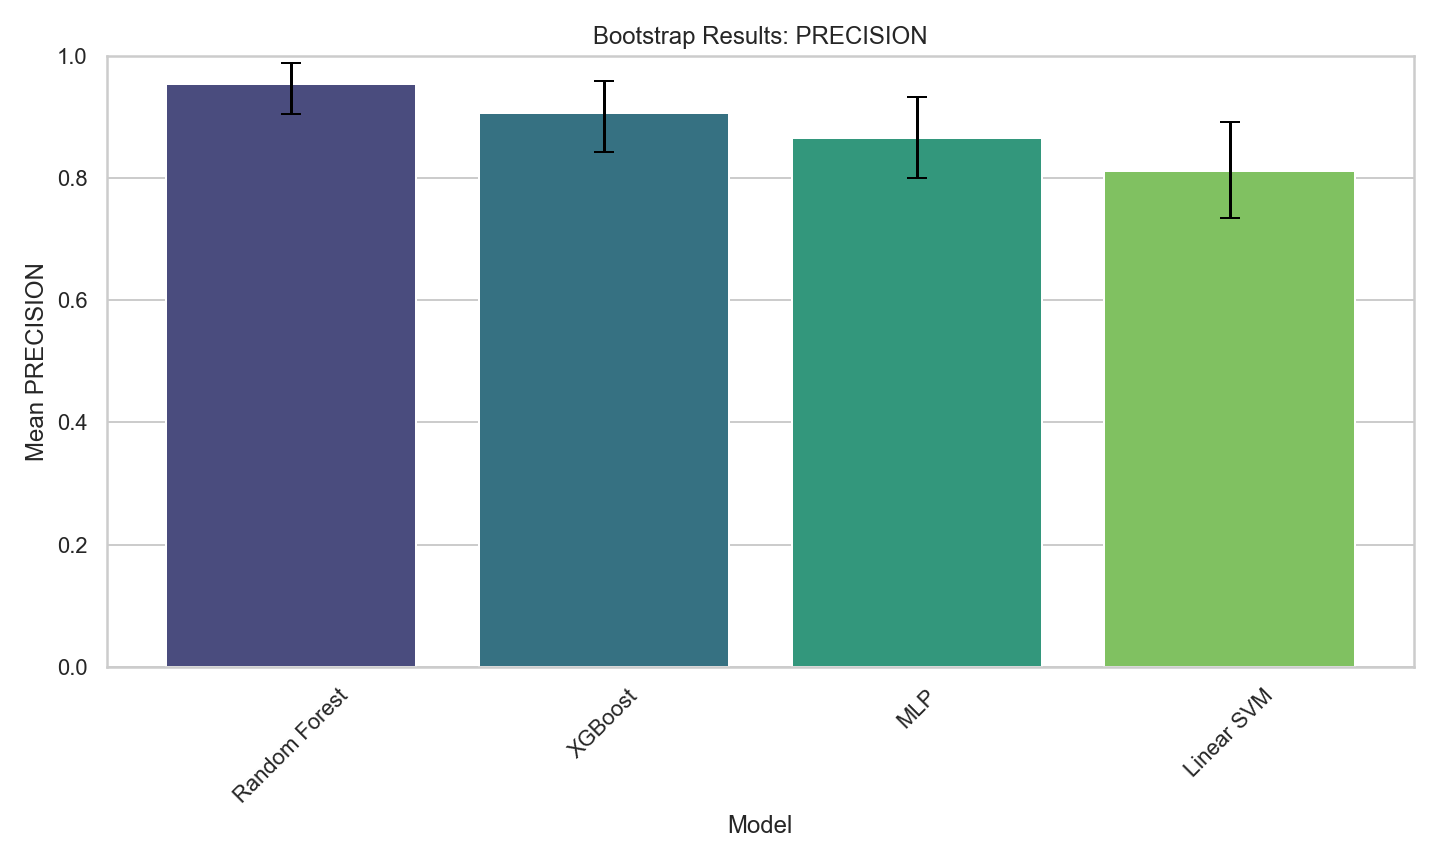 Bootstrap Results: PRECISION
Mean PRECISION
1.0
0.8
0.6
0.4
0.2
0.0
Random Forest
XGBoost
MLP
Linear SVM
Model